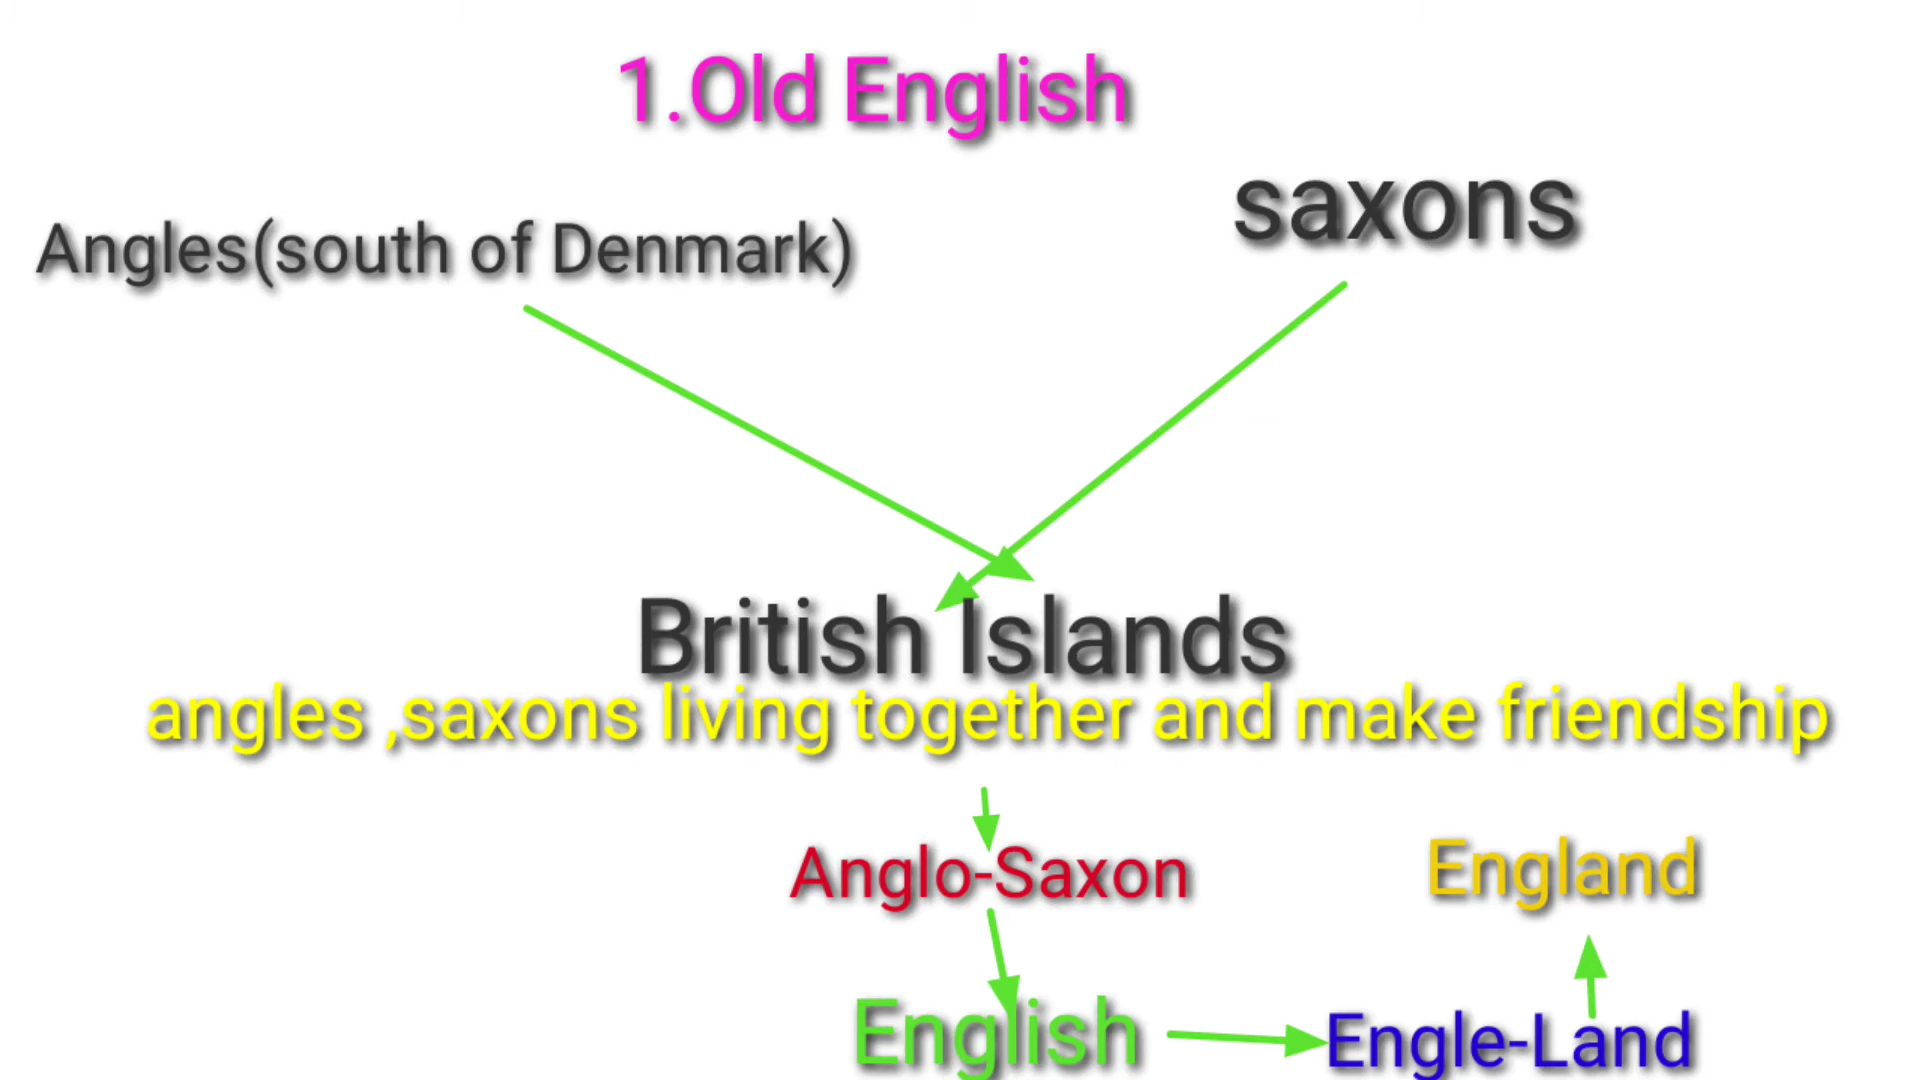 1.Old English
saxons
Angles(south of Denmark)
British Islands
angles ,saxons living together and make friendship
Anglo-Saxon
England
English
Engle-Land